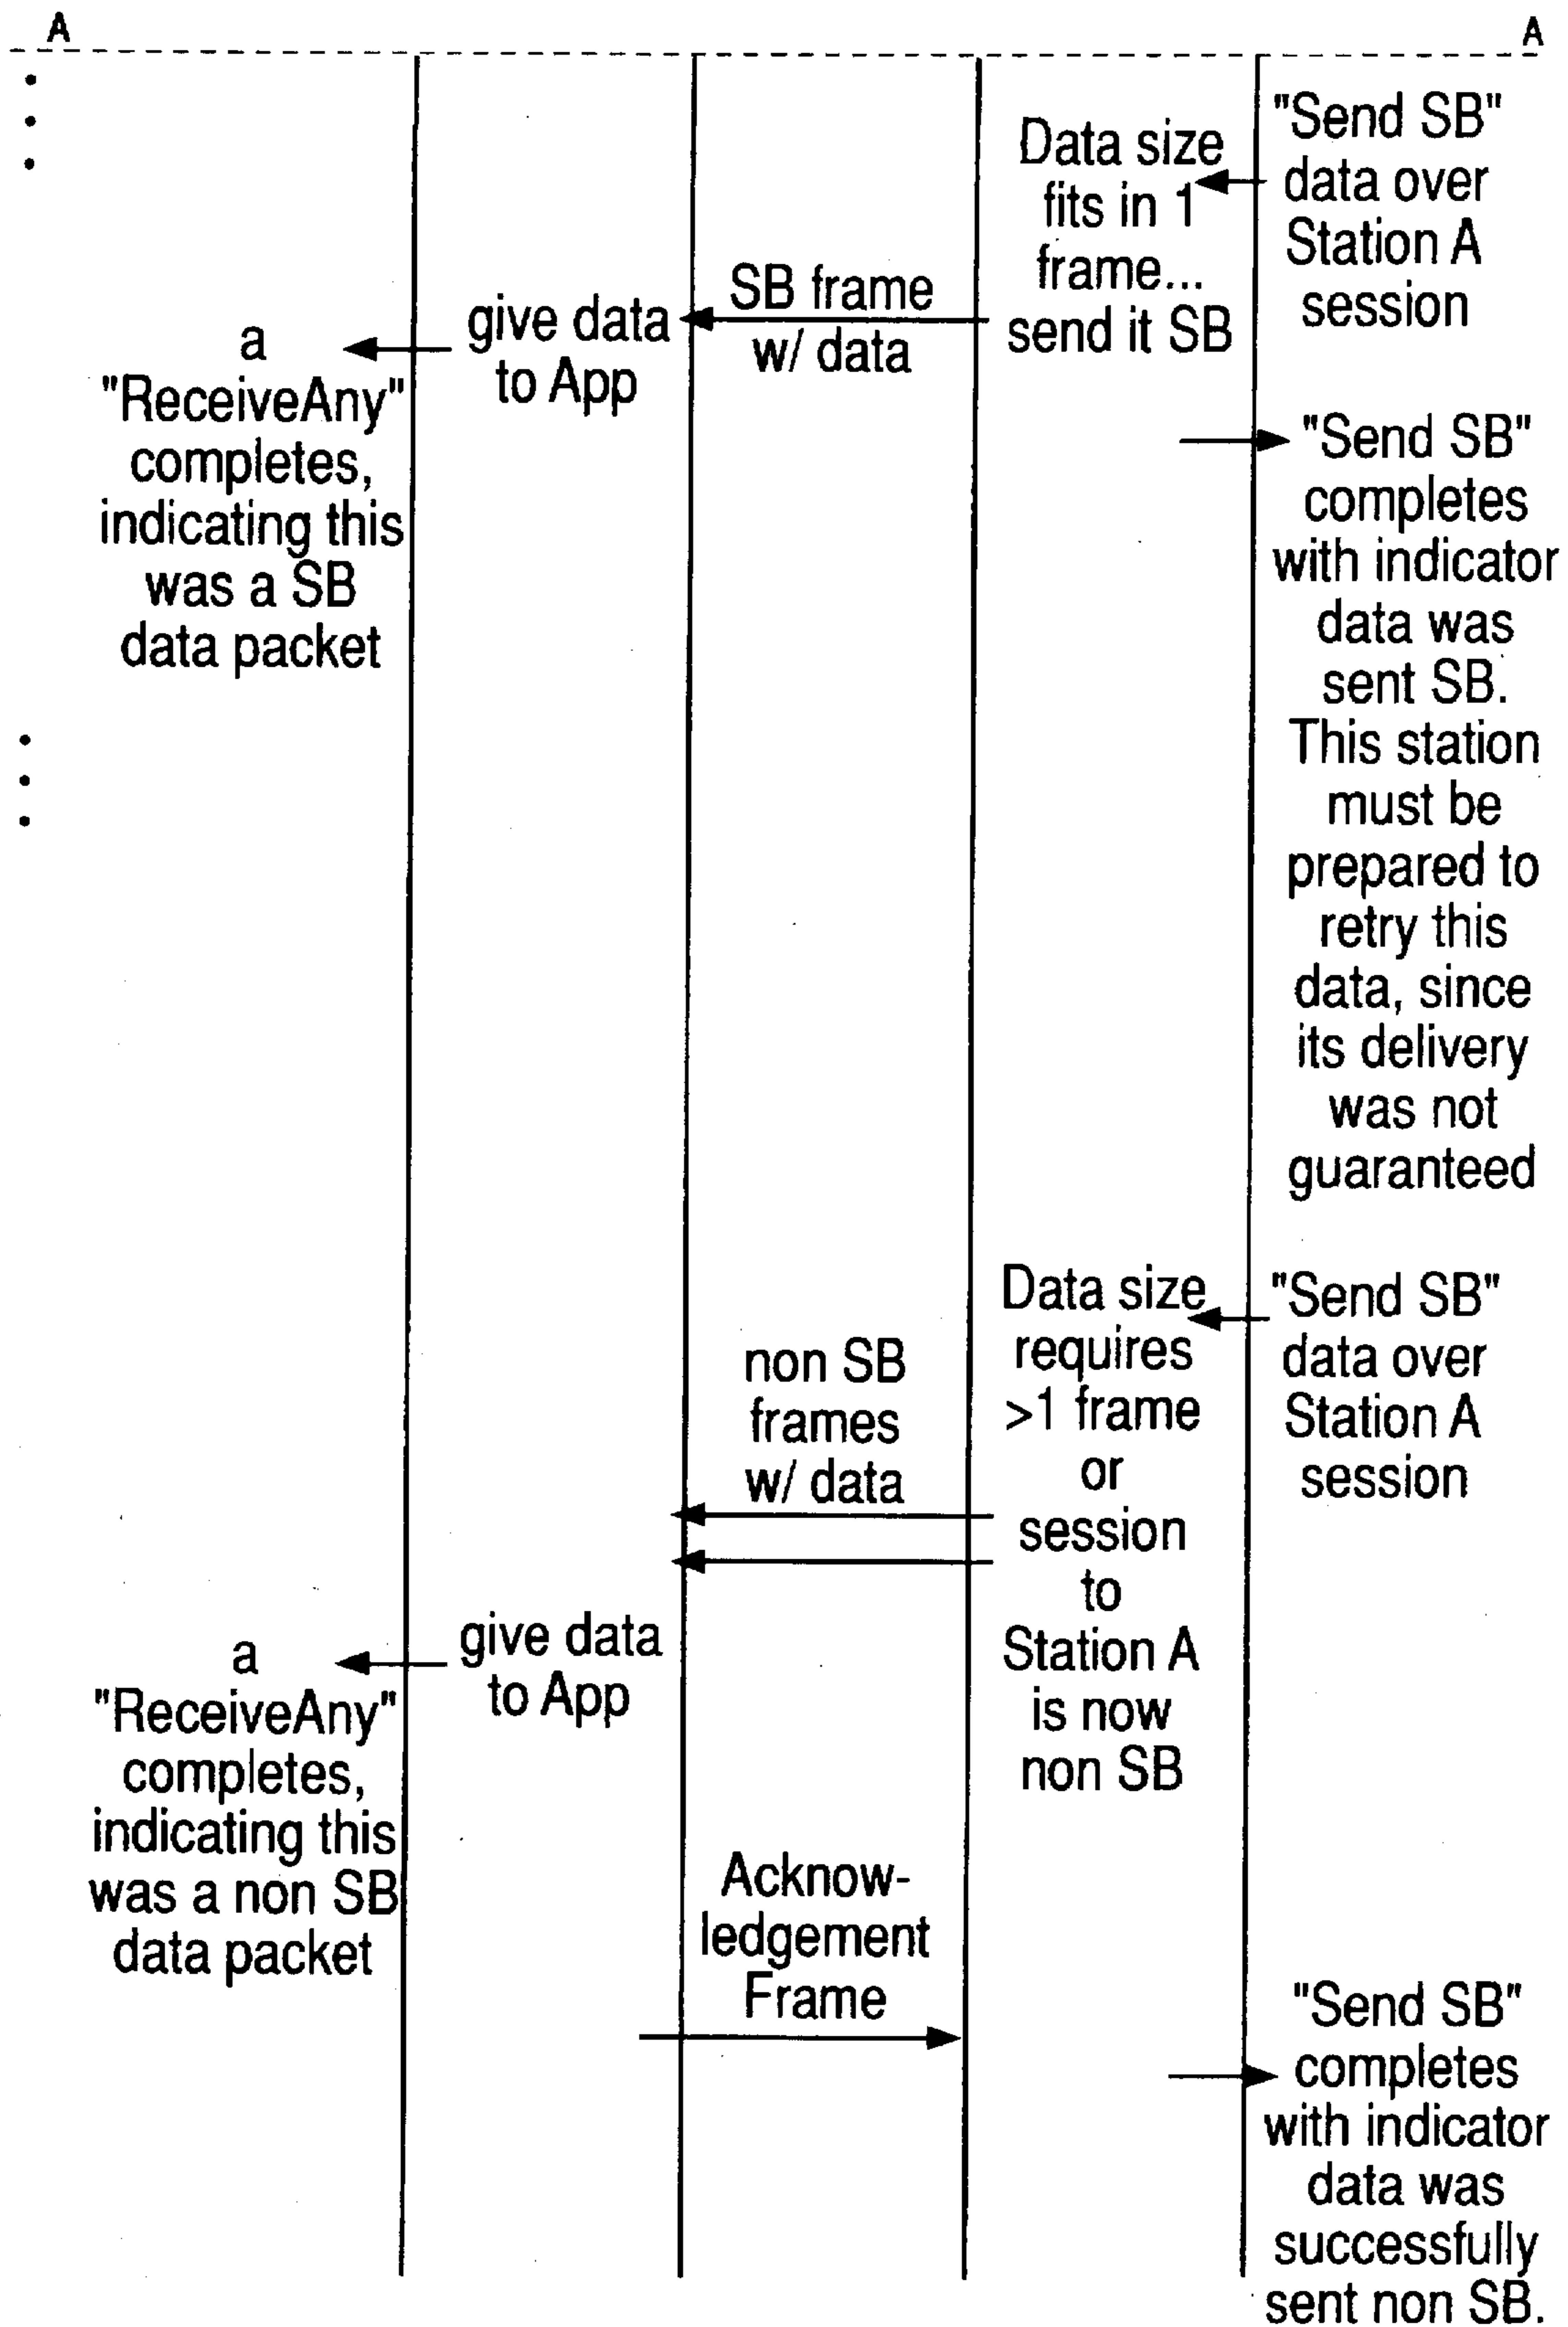 A
A
"Send SB"
data over
Station A
session
Data size
fits in 1
frame...
send it SB
SB frame
w/ data
give data
to App
a
"ReceiveAny"
completes,
indicating this
was a SB
data packet
"Send SB"
completes
with indicator
data was
sent SB.
This station
must be
prepared to
retry this
data, since
its delivery
was not
guaranteed
"Send SB"
data over
Station A
session
Data size
requires
>1 frame
or
session
to
Station A
is now
non SB
non SB
frames
w/ data
give data
to App
a
"ReceiveAny"
completes,
indicating this
was a non SB
data packet
Acknow-
ledgement
Frame
"Send SB"
completes
with indicator
data was
successfully
sent non SB.